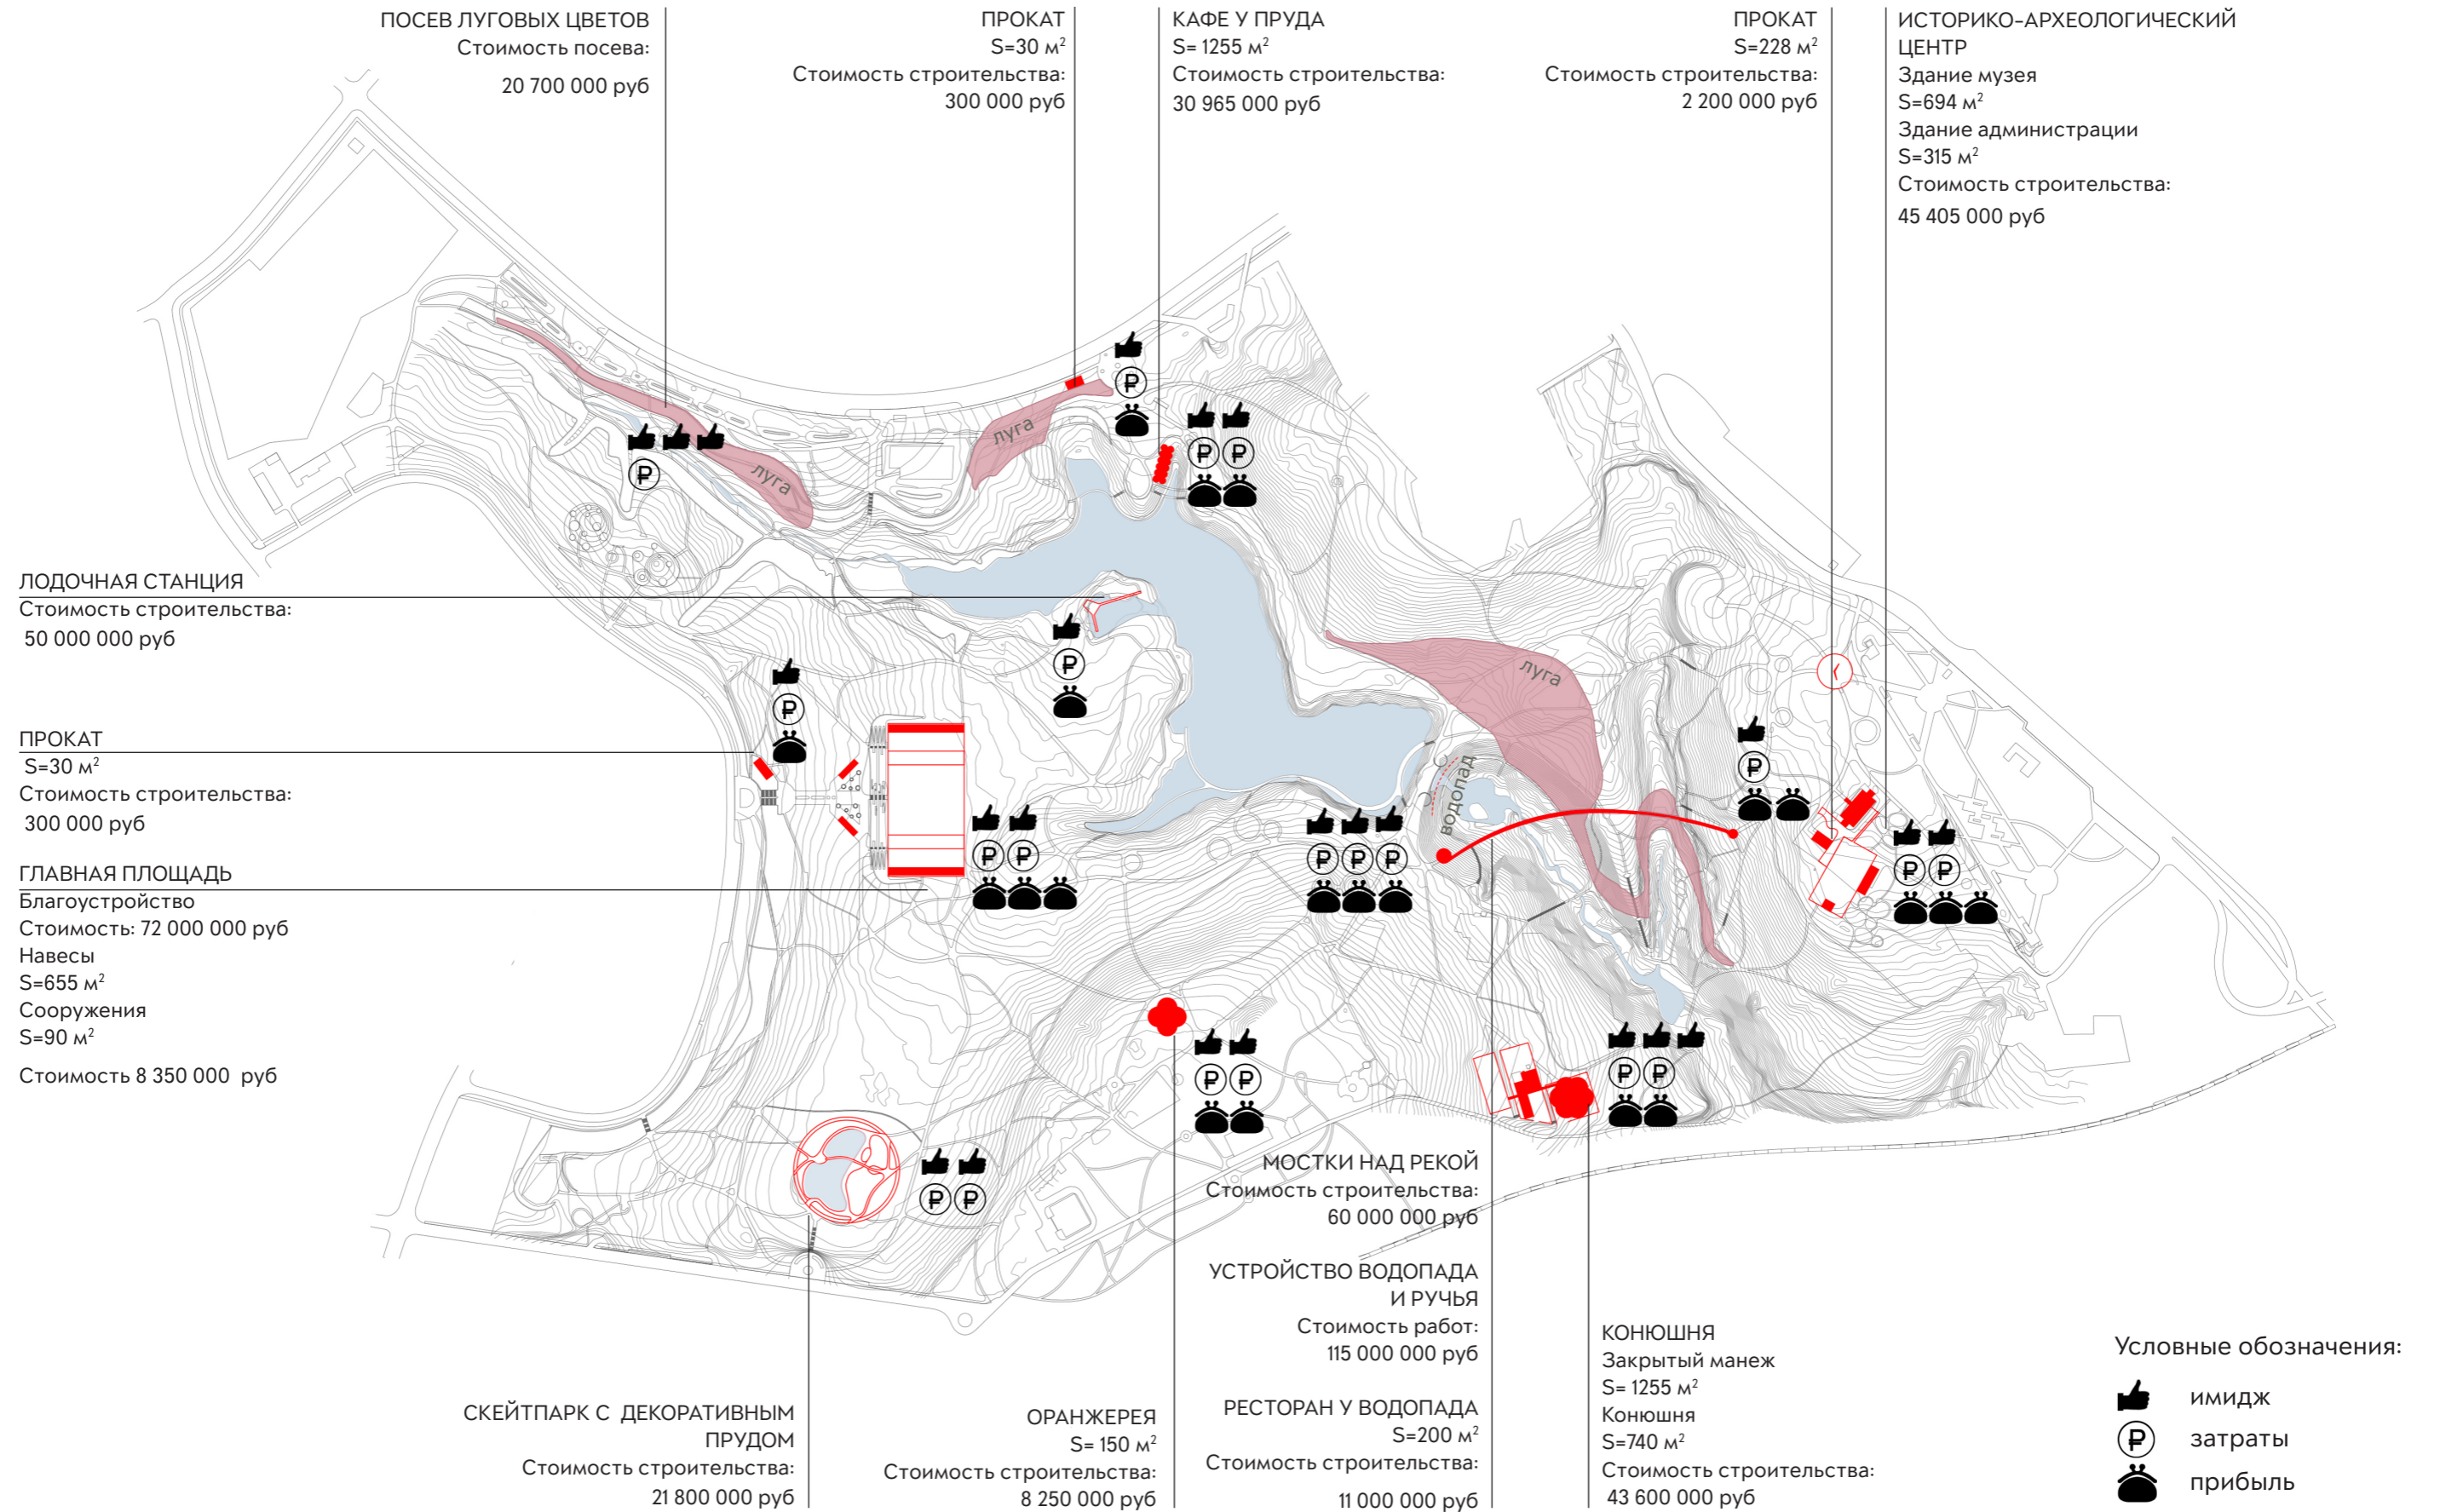 ПОСЕВ ЛУГОВЫХ ЦВЕТОВ
Стоимость посева:
20 700 000 руб
ПРОКАТ
S=30 м²
Стоимость строительства:
300 000 руб
КАФЕ У ПРУДА
S= 1255 м²
Стоимость строительства:
30 965 000 руб
ПРОКАТ
S=228 м²
Стоимость строительства:
2 200 000 руб
ИСТОРИКО-АРХЕОЛОГИЧЕСКИЙ
ЦЕНТР
Здание музея
S=694 м²
Здание администрации
S=315 м²
Стоимость строительства:
45 405 000 руб
луга
луга
луга
водопад
ЛОДОЧНАЯ СТАНЦИЯ
Стоимость строительства:
50 000 000 руб
ПРОКАТ
S=30 м²
Стоимость строительства:
300 000 руб
ГЛАВНАЯ ПЛОЩАДЬ
Благоустройство
Стоимость: 72 000 000 руб
Навесы
S=655 м²
Сооружения
S=90 м²
Стоимость 8 350 000 руб
СКЕЙТПАРК С ДЕКОРАТИВНЫМ
ПРУДОМ
Стоимость строительства:
21 800 000 руб
ОРАНЖЕРЕЯ
S= 150 м²
Стоимость строительства:
8 250 000 руб
МОСТКИ НАД РЕКОЙ
Стоимость строительства:
60 000 000 руб
УСТРОЙСТВО ВОДОПАДА
И РУЧЬЯ
Стоимость работ:
115 000 000 руб
РЕСТОРАН У ВОДОПАДА
S=200 м²
Стоимость строительства:
11 000 000 руб
КОНЮШНЯ
Закрытый манеж
S= 1255 м²
Конюшня
S=740 м²
Стоимость строительства:
43 600 000 руб
Условные обозначения:
имидж
затраты
прибыль